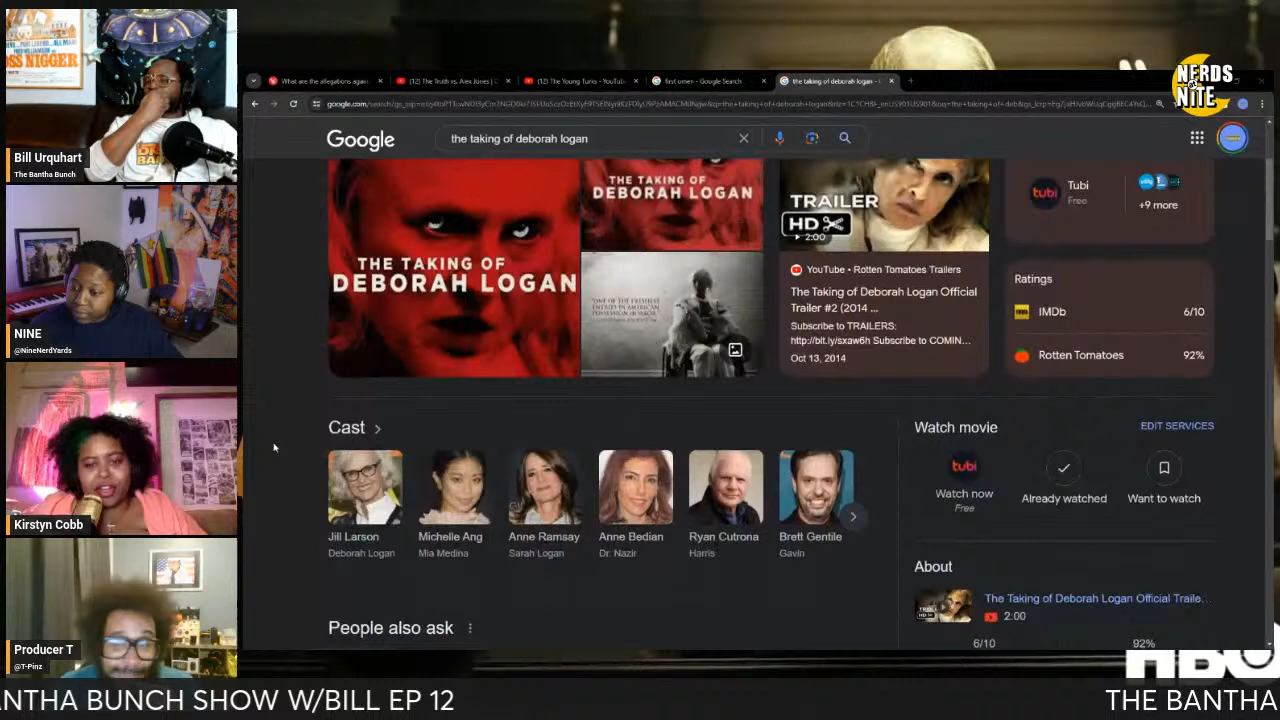 OSS NIGGER
Bill Urquhart
The Bantha Bunch
NINE
@NineNerdYards
Kirstyn Cobb
Producer T
@T-Pinz
What are the allegations again
(12) The Truth vs. Alex Jones |
(12) The Young Turks - YouTub
first omen - Google Search
the taking of deborah logan -
NERDS
NITE
Google
the taking of deborah logan
THE TAKING OF
DEBORAH LOGAN
THE TAKING OF
DEBORAH LOGAN
TRAILER
HD
2:00
YouTube • Rotten Tomatoes Trailers
The Taking of Deborah Logan Official
Trailer #2 (2014 ...
Subscribe to TRAILERS:
http://bit.ly/sxaw6h Subscribe to COMIN...
Oct 13, 2014
tubi
Tubi
Free
+9 more
Ratings
IMDb
6/10
Rotten Tomatoes
92%
Cast
Jill Larson
Deborah Logan
Michelle Ang
Mia Medina
Anne Ramsay
Sarah Logan
Anne Bedian
Dr. Nazir
Ryan Cutrona
Harris
Brett Gentile
Gavin
Watch movie
EDIT SERVICES
tubi
Watch now
Free
Already watched
Want to watch
About
The Taking of Deborah Logan Official Traile...
2:00
6/10
92%
People also ask
HBO
ANTHA BUNCH SHOW W/BILL EP 12
THE BANTHA